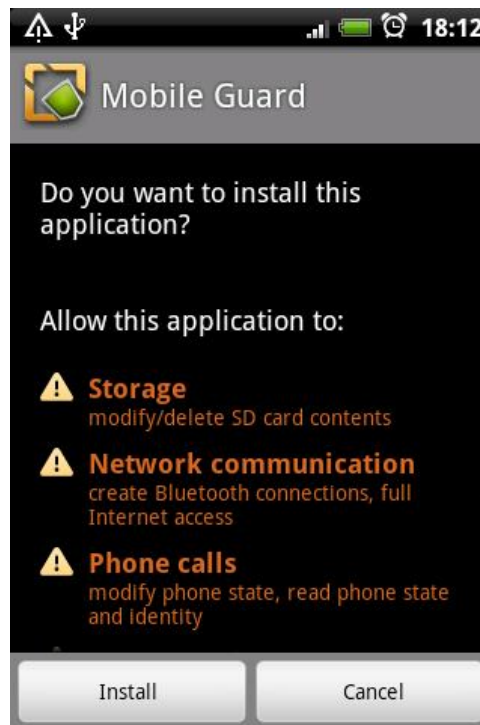 18:12
Mobile Guard
Do you want to install this
application?
Allow this application to:
Storage
modify/delete SD card contents
Network communication
create Bluetooth connections, full
Internet access
Phone calls
modify phone state, read phone state
and identity
Install
Cancel